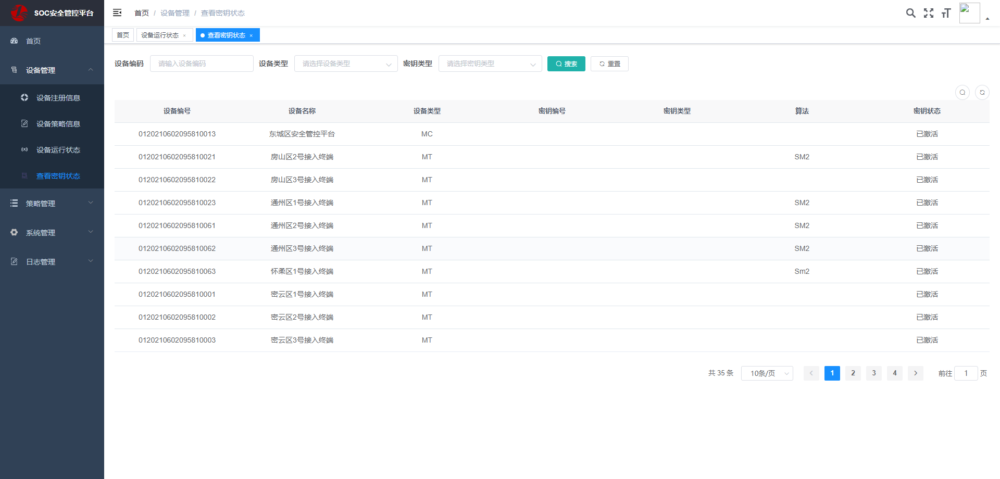 SOC安全管控平台
首页 / 设备管理 / 查看密钥状态
首页
设备运行状态 ×
查看密钥状态 ×
首页
设备管理
设备注册信息
设备策略信息
设备运行状态
查看密钥状态
策略管理
系统管理
日志管理
设备编码 请输入设备编码 设备类型 请选择设备类型 密钥类型 请选择密钥类型 搜索 重置
设备编号 设备名称 设备类型 密钥编号 密钥类型 算法 密钥状态
0120210602095810013 东城区安全管控平台 MC 已激活
0120210602095810021 房山区2号接入终端 MT SM2 已激活
0120210602095810022 房山区3号接入终端 MT 已激活
0120210602095810023 通州区1号接入终端 MT SM2 已激活
0120210602095810061 通州区2号接入终端 MT SM2 已激活
0120210602095810062 通州区3号接入终端 MT SM2 已激活
0120210602095810063 怀柔区1号接入终端 MT Sm2 已激活
0120210602095810001 密云区1号接入终端 MT 已激活
0120210602095810002 密云区2号接入终端 MT 已激活
0120210602095810003 密云区3号接入终端 MT 已激活
共 35 条 10条/页 1 2 3 4 前往 1 页